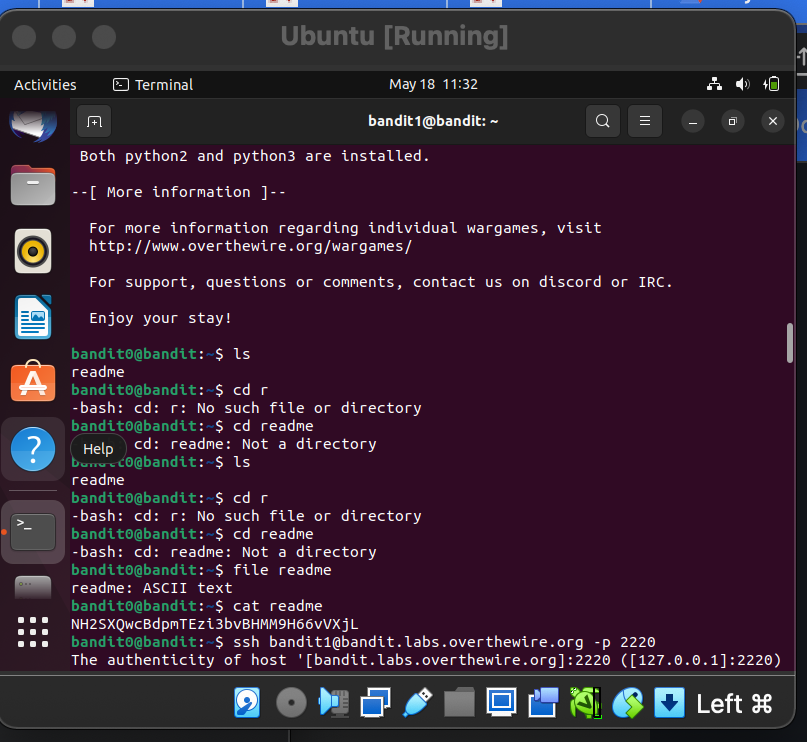 Ubuntu [Running]
Activities
Terminal
May 18 11:32
bandit1@bandit: ~
Both python2 and python3 are installed.
--[ More information ]--
For more information regarding individual wargames, visit
http://www.overthewire.org/wargames/
For support, questions or comments, contact us on discord or IRC.
Enjoy your stay!
bandit0@bandit:~$ ls
readme
bandit0@bandit:~$ cd r
-bash: cd: r: No such file or directory
bandit0@bandit:~$ cd readme
Help
cd: readme: Not a directory
bandit0@bandit:~$ ls
readme
bandit0@bandit:~$ cd r
-bash: cd: r: No such file or directory
bandit0@bandit:~$ cd readme
-bash: cd: readme: Not a directory
bandit0@bandit:~$ file readme
readme: ASCII text
bandit0@bandit:~$ cat readme
NH2SXQwcBdpmTEzi3bvBHMM9H66vVXjL
bandit0@bandit:~$ ssh bandit1@bandit.labs.overthewire.org -p 2220
The authenticity of host '[bandit.labs.overthewire.org]:2220 ([127.0.0.1]:2220)
Left ⌘